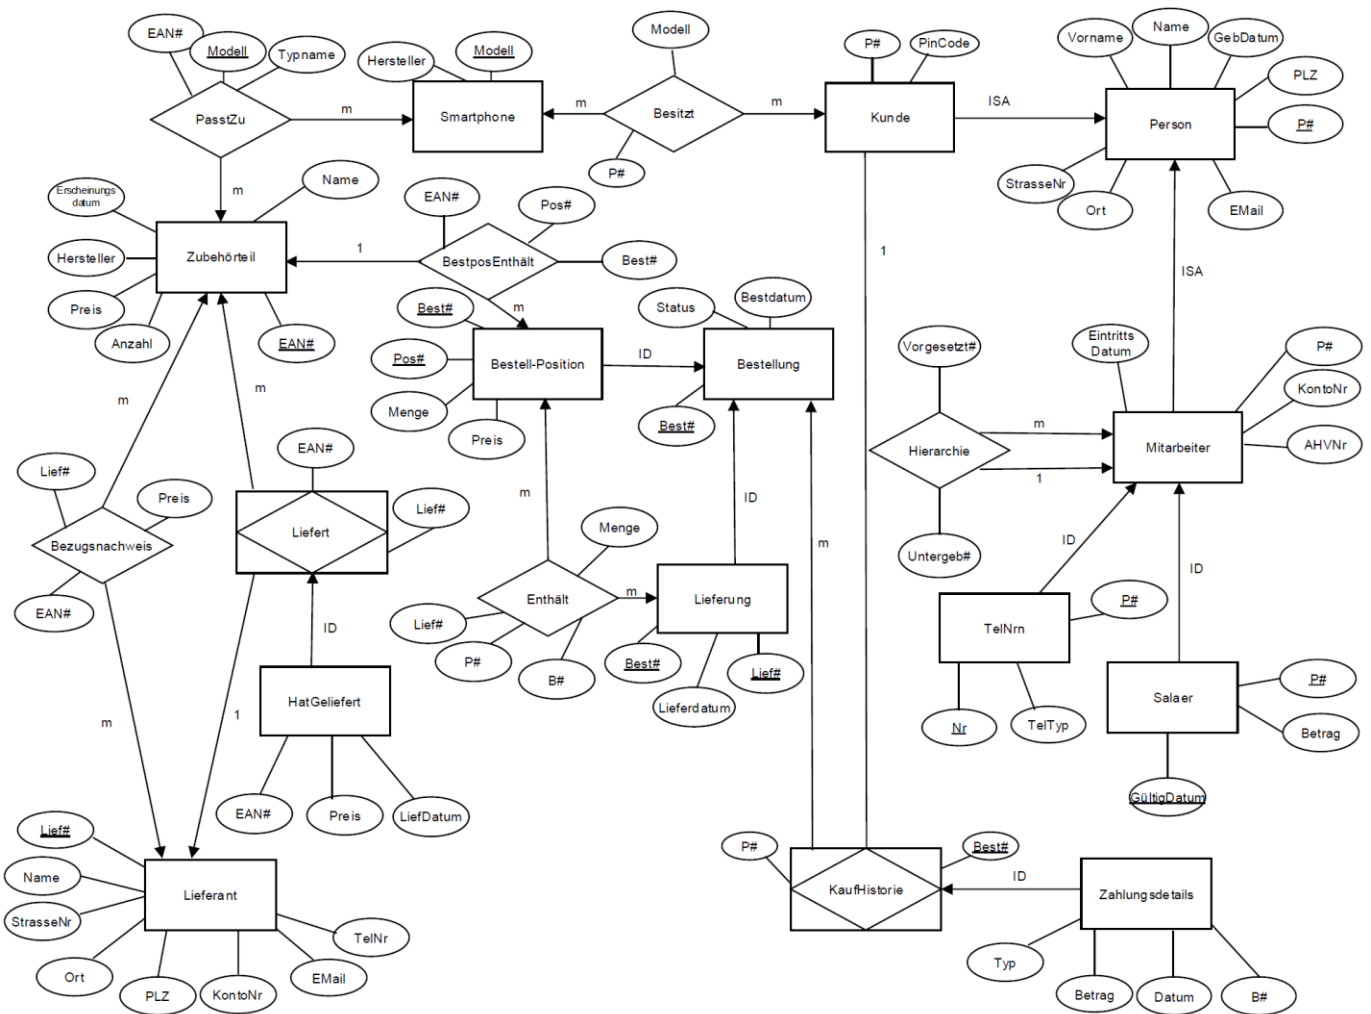 EAN#
Modell
Typname
PasstZu
m
m
Hersteller
Modell
Smartphone
m
Modell
Besitzt
P#
m
P#
PinCode
Kunde
ISA
Vorname
Name
GebDatum
PLZ
P#
Person
StrasseNr
Ort
EMail
Erscheinungs
datum
Name
Zubehörteil
Hersteller
Preis
Anzahl
EAN#
1
EAN#
Pos#
BestposEnthält
Best#
m
Best#
Pos#
Menge
Preis
Bestell-Position
ID
Status
Bestdatum
Bestellung
Best#
1
ISA
Vorgesetzt#
Hierarchie
m
1
Untergeb#
Eintritts
Datum
P#
KontoNr
AHVNr
Mitarbeiter
m
m
Lief#
Preis
Bezugsnachweis
EAN#
EAN#
Lief#
Liefert
ID
m
ID
m
Menge
Enthält
m
Lief#
P#
B#
Lieferung
Best#
Lieferdatum
Lief#
ID
ID
P#
TelNrn
Nr
TelTyp
Salaer
P#
Betrag
GültigDatum
HatGeliefert
EAN#
Preis
LiefDatum
m
1
Lief#
Name
StrasseNr
Ort
PLZ
KontoNr
EMail
TelNr
Lieferant
P#
Best#
KaufHistorie
ID
Zahlungsdetails
Typ
Betrag
Datum
B#